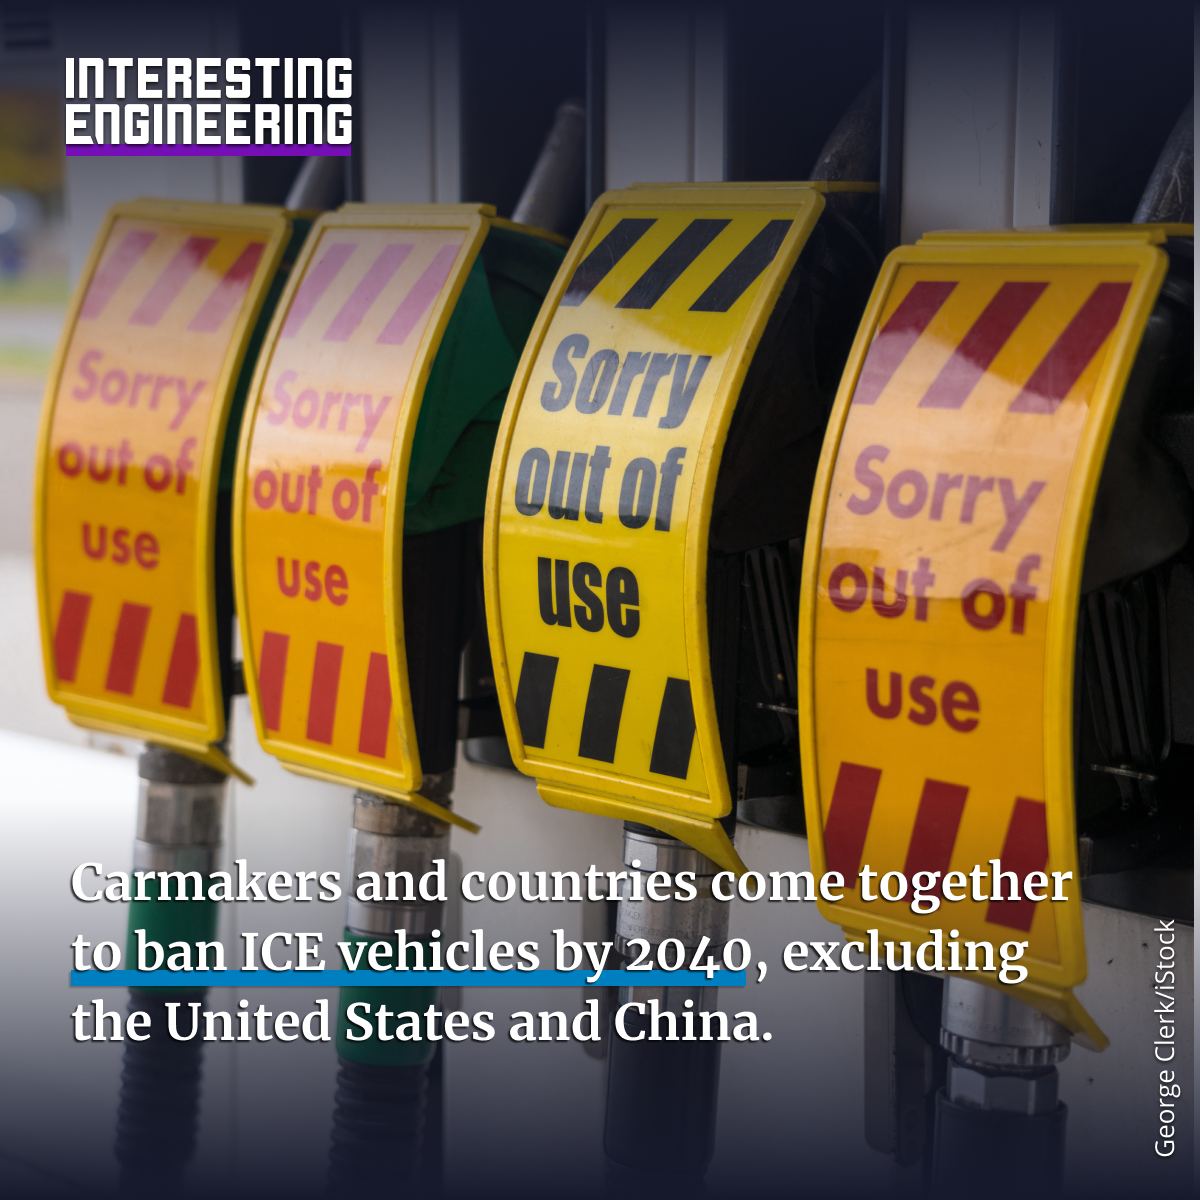 INTERESTING
ENGINEERING
Sorry
out of
use
Sorry
out of
use
Sorry
out of
use
Sorry
out of
use
Carmakers and countries come together
to ban ICE vehicles by 2040, excluding
the United States and China.
George Clerk/iStock